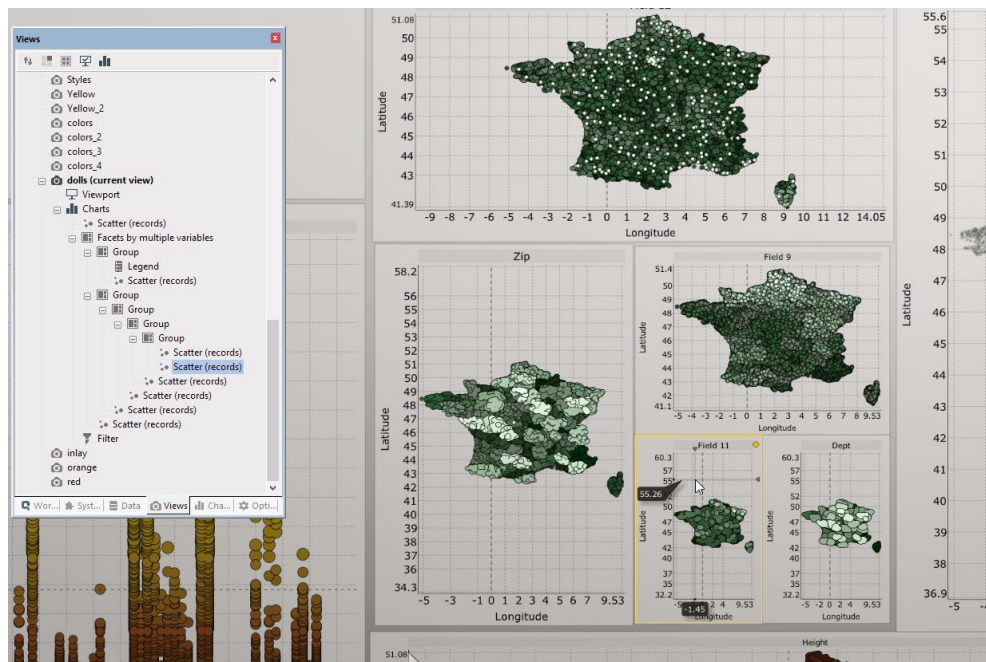 Views
Styles
Yellow
Yellow_2
colors
colors_2
colors_3
colors_4
dolls (current view)
Viewport
Charts
Scatter (records)
Facets by multiple variables
Group
Legend
Scatter (records)
Group
Group
Group
Group
Scatter (records)
Scatter (records)
Scatter (records)
Scatter (records)
Scatter (records)
Scatter (records)
Filter
inlay
orange
red
Wor... Syst... Data Views Cha... Opti...
51.08
50
49
48
47
46
45
44
43
41.39
Latitude
-9 -8 -7 -6 -5 -4 -3 -2 -1 0 1 2 3 4 5 6 7 8 9 10 11 12 14.05
Longitude
Zip
58.2
56
55
54
53
52
51
50
49
48
47
46
45
44
43
42
41
40
39
38
37
36
34.3
Latitude
-5 -3 -1 0 1 2 3 4 5 6 7 9.53
Longitude
Field 9
51.4
50
49
48
47
46
45
44
43
42
41.1
Latitude
-5 -4 -3 -2 -1 0 1 2 3 4 5 6 7 8 9.53
Longitude
Field 11
60.3
57
55
55.26
50
47
45
42
40
37
35
32.2
Latitude
-1.45
4 9.53
Longitude
Dept
60.3
57
55
52
50
47
45
42
40
37
35
32.2
Latitude
-5 -2 0 2 4 9.53
Longitude
55.6
55
54
53
52
51
50
49
48
47
46
45
44
43
42
41
40
39
38
36.9
Latitude
-5 -4
Height
51.08